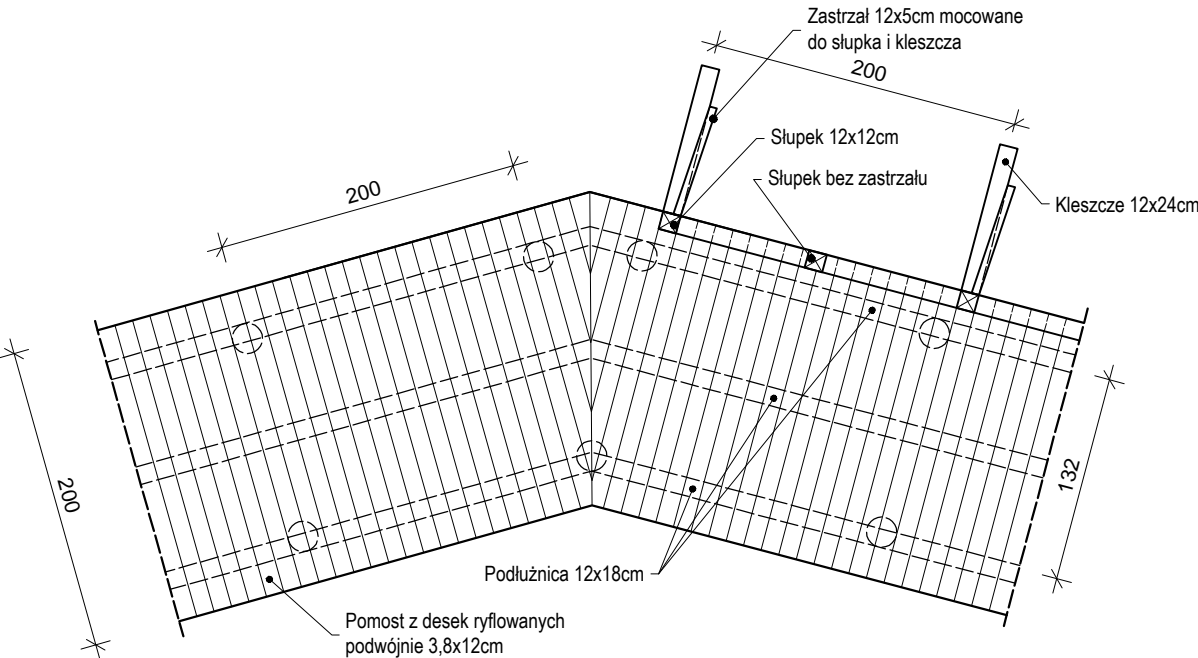 Zastrzał 12x5cm mocowane
do słupka i kleszcza
200
Słupek 12x12cm
Słupek bez zastrzału
200
Kleszcze 12x24cm
200
132
Podłużnica 12x18cm
Pomost z desek ryflowanych
podwójnie 3,8x12cm